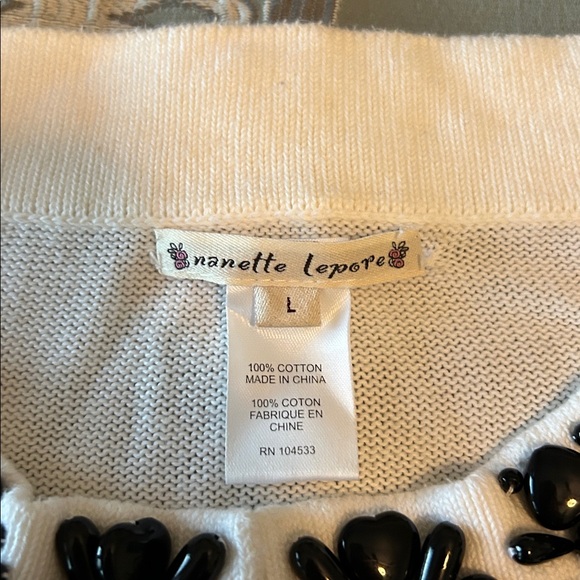 nanette lepore
L
100% COTTON
MADE IN CHINA
100% COTON
FABRIQUE EN
CHINE
RN 104533